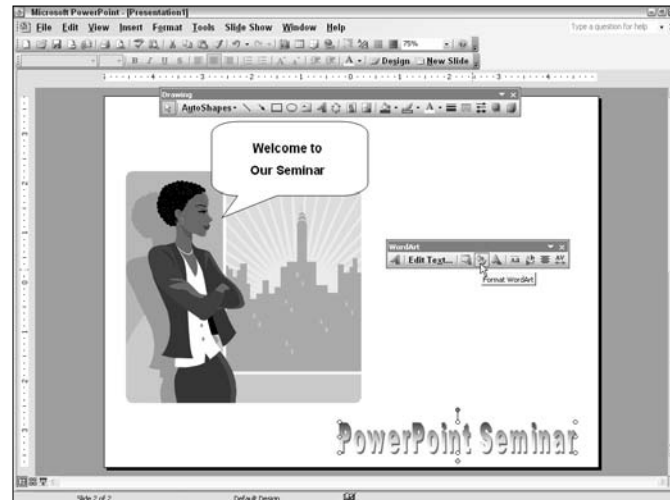 Microsoft PowerPoint - [Presentation1]
File Edit View Insert Format Tools Slide Show Window Help
Type a question for help
75%
Design New Slide
Drawing
AutoShapes
Welcome to
Our Seminar
WordArt
Edit Text...
Format WordArt
PowerPoint Seminar
Slide 2 of 2 Default Design